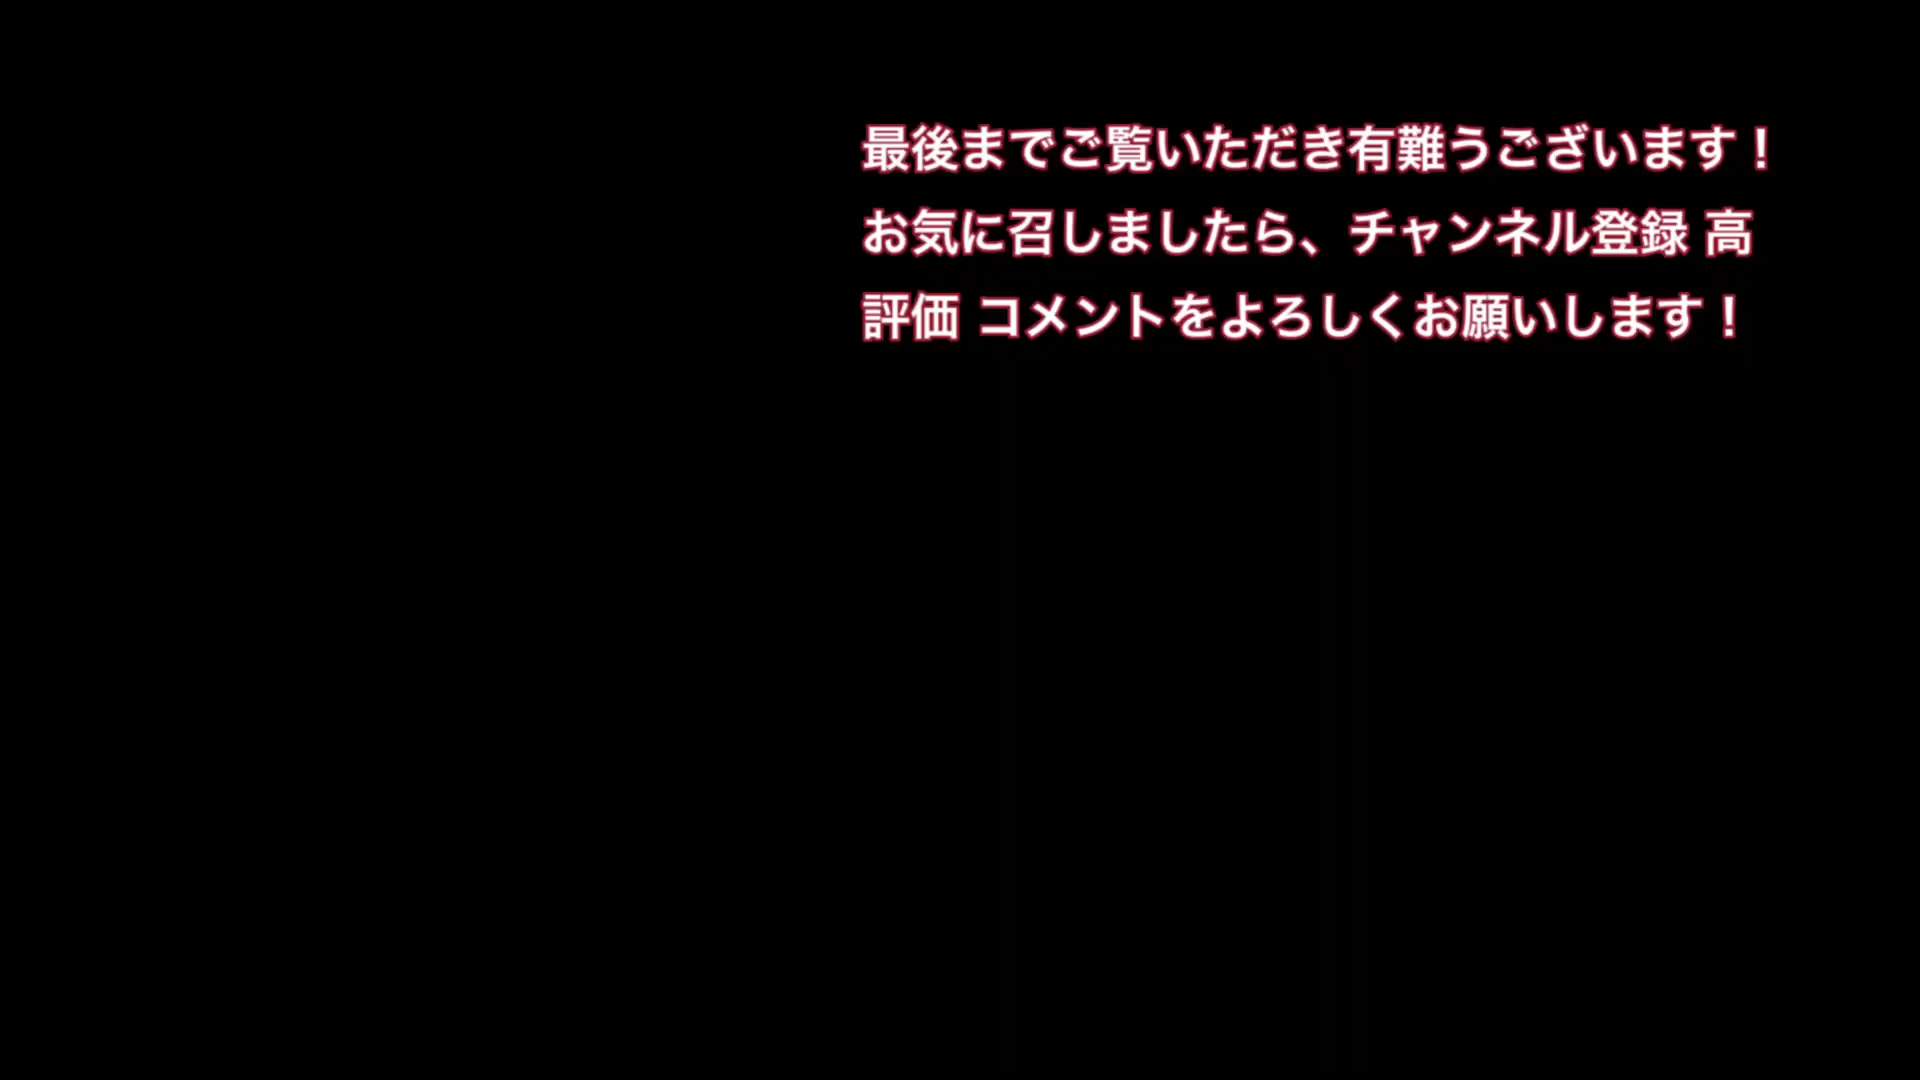 最後までご覧いただき有難うございます！
お気に召しましたら、チャンネル登録 高
評価 コメントをよろしくお願いします！